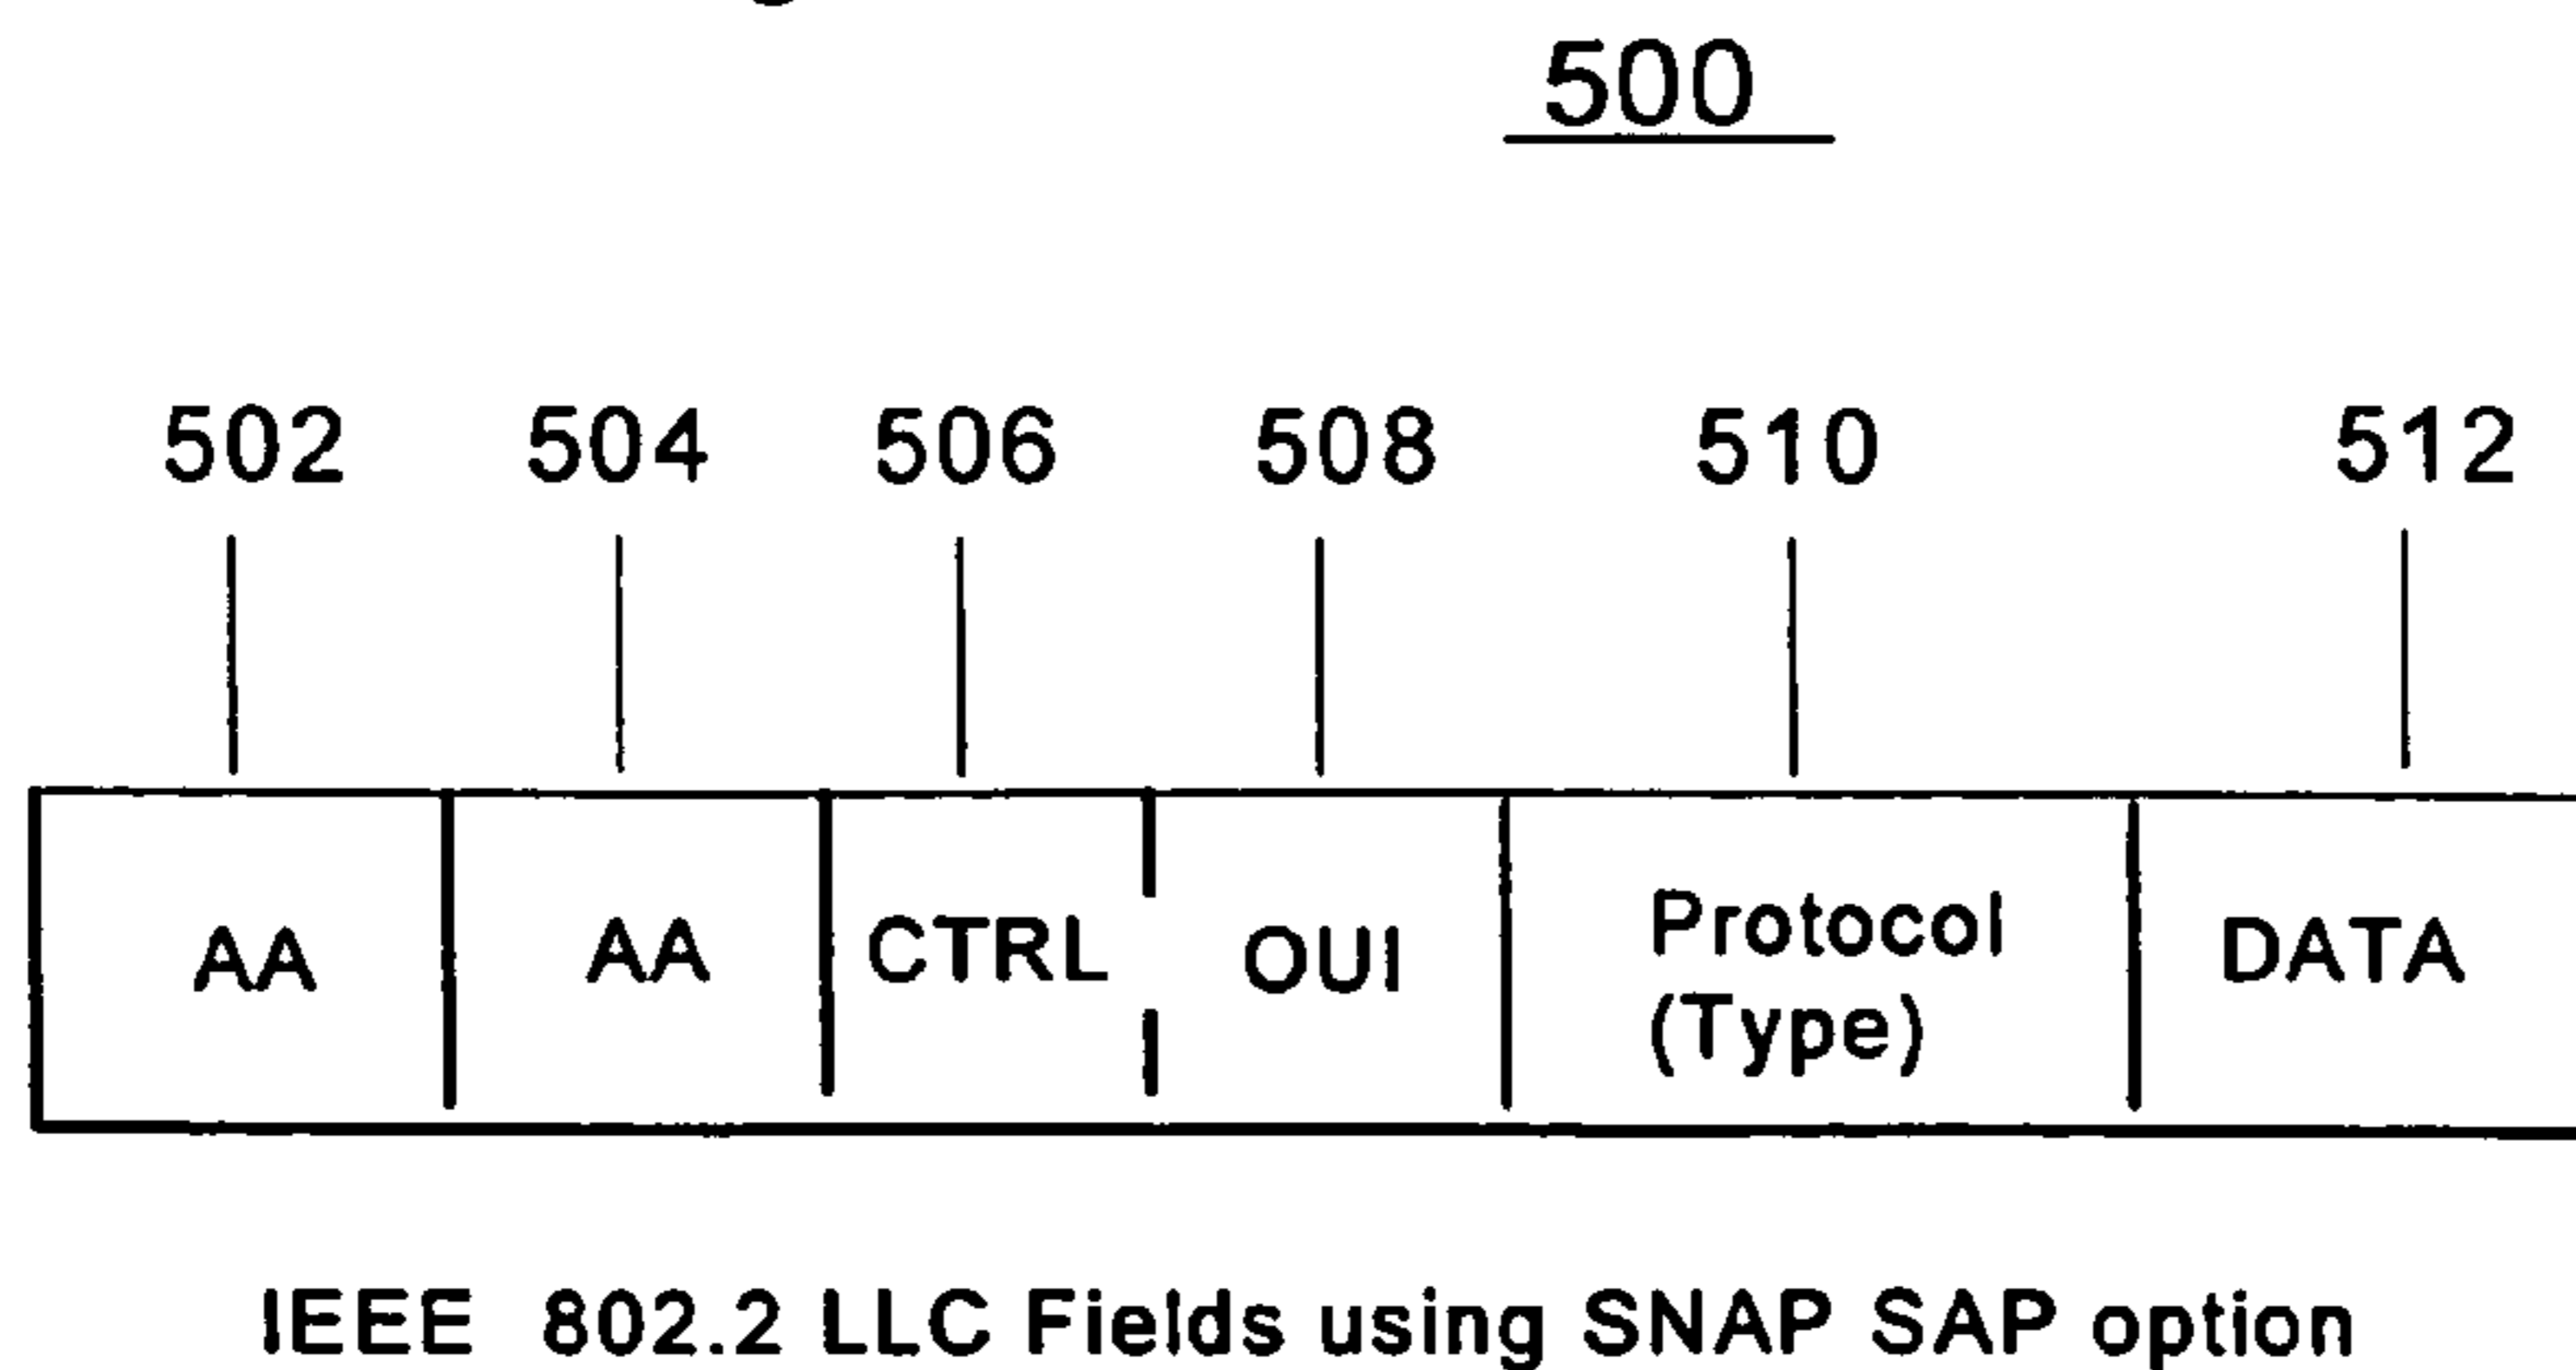 500
502 504 506 508 510 512
AA AA CTRL OUI Protocol (Type) DATA
IEEE 802.2 LLC Fields using SNAP SAP option